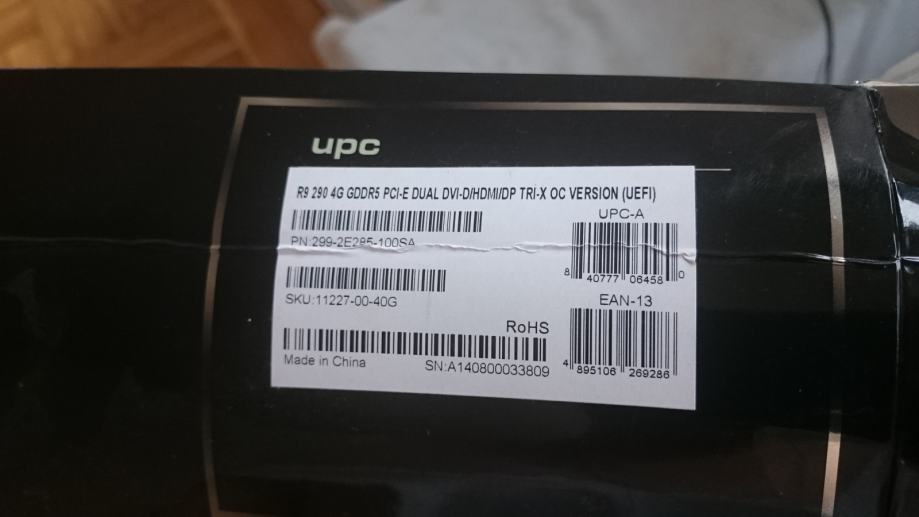 upc
R9 290 4G GDDR5 PCI-E DUAL DVI-D/HDMI/DP TRI-X OC VERSION (UEFI)
UPC-A
PN:299-2E285-100SA
8 40777 06458 0
SKU:11227-00-40G
EAN-13
RoHS
Made in China
SN:A140800033809
4 895106 269286